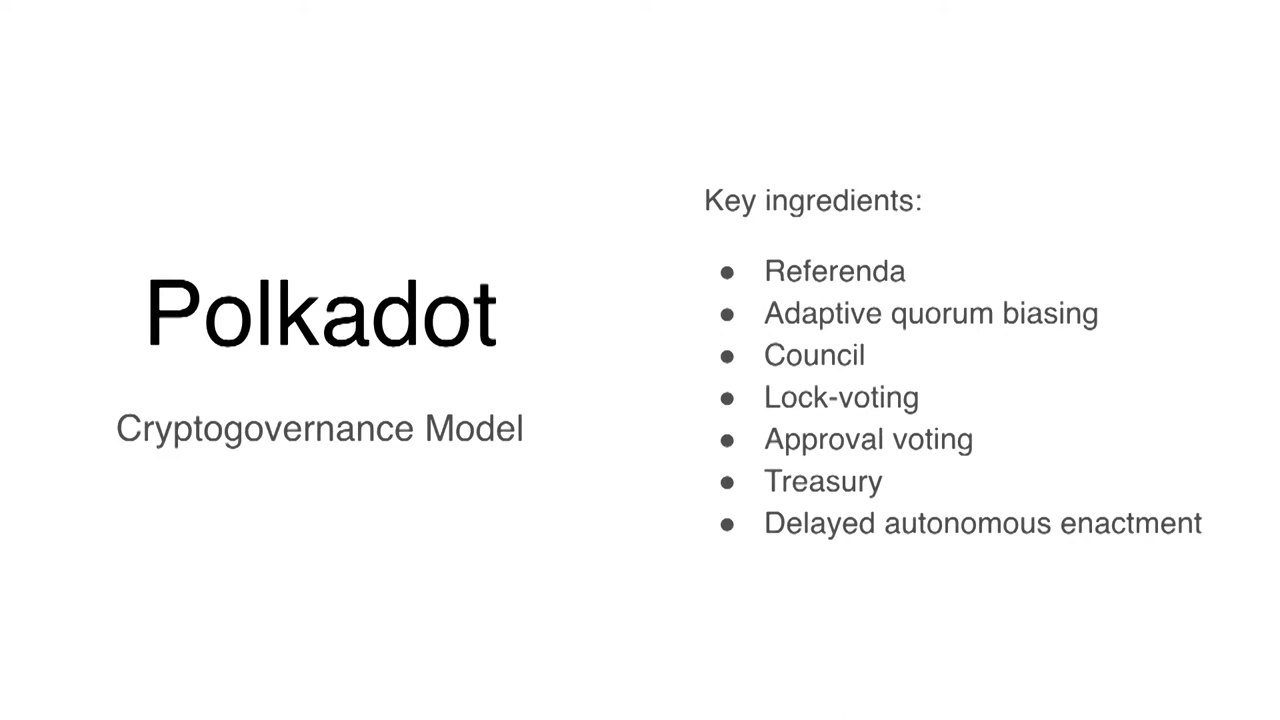 Polkadot
Cryptogovernance Model
Key ingredients:
● Referenda
● Adaptive quorum biasing
● Council
● Lock-voting
● Approval voting
● Treasury
● Delayed autonomous enactment